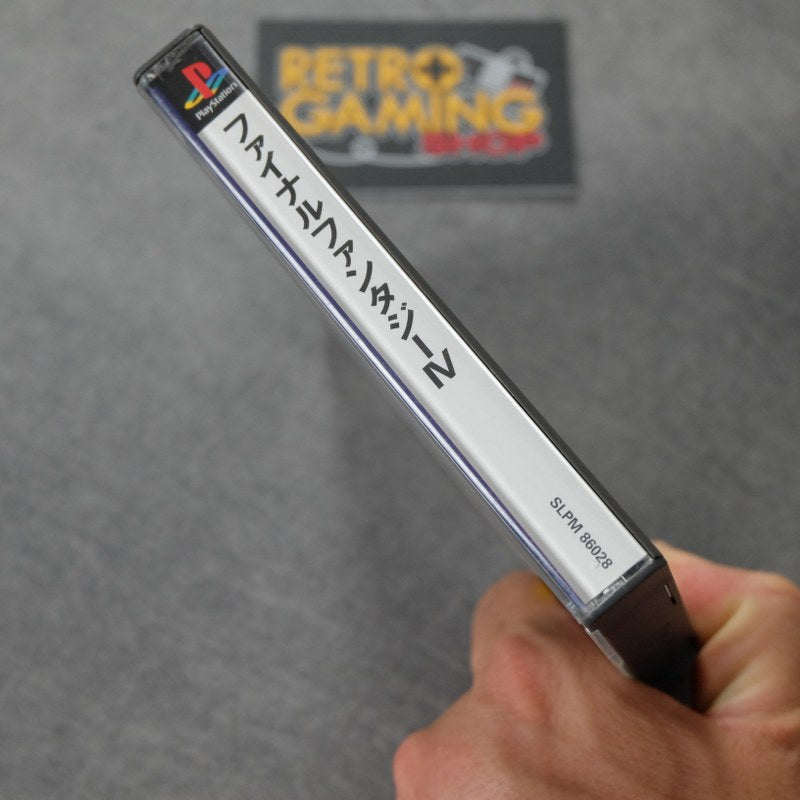 RETRO
GAMING
SHOP
PlayStation
ファイナルファンタジーIV
SLPM 86028